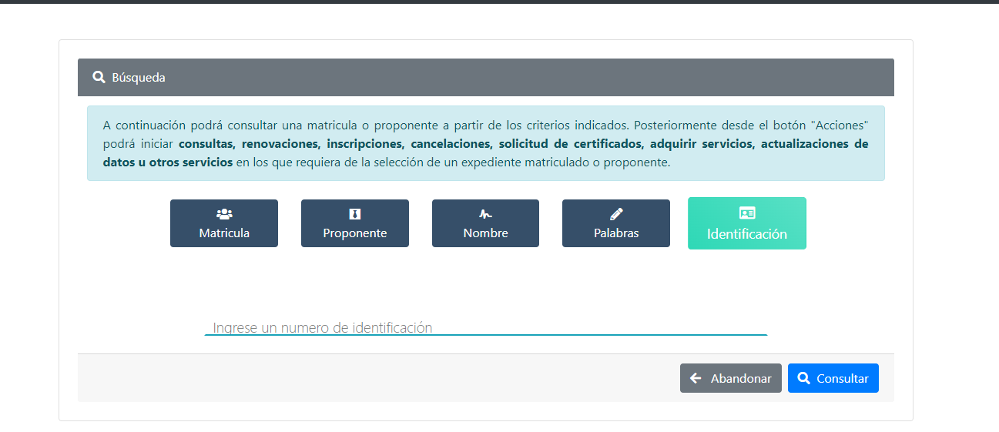 Búsqueda
A continuación podrá consultar una matricula o proponente a partir de los criterios indicados. Posteriormente desde el botón "Acciones"
podrá iniciar consultas, renovaciones, inscripciones, cancelaciones, solicitud de certificados, adquirir servicios, actualizaciones de
datos u otros servicios en los que requiera de la selección de un expediente matriculado o proponente.
Matricula
Proponente
Nombre
Palabras
Identificación
Ingrese un numero de identificación
Abandonar
Consultar